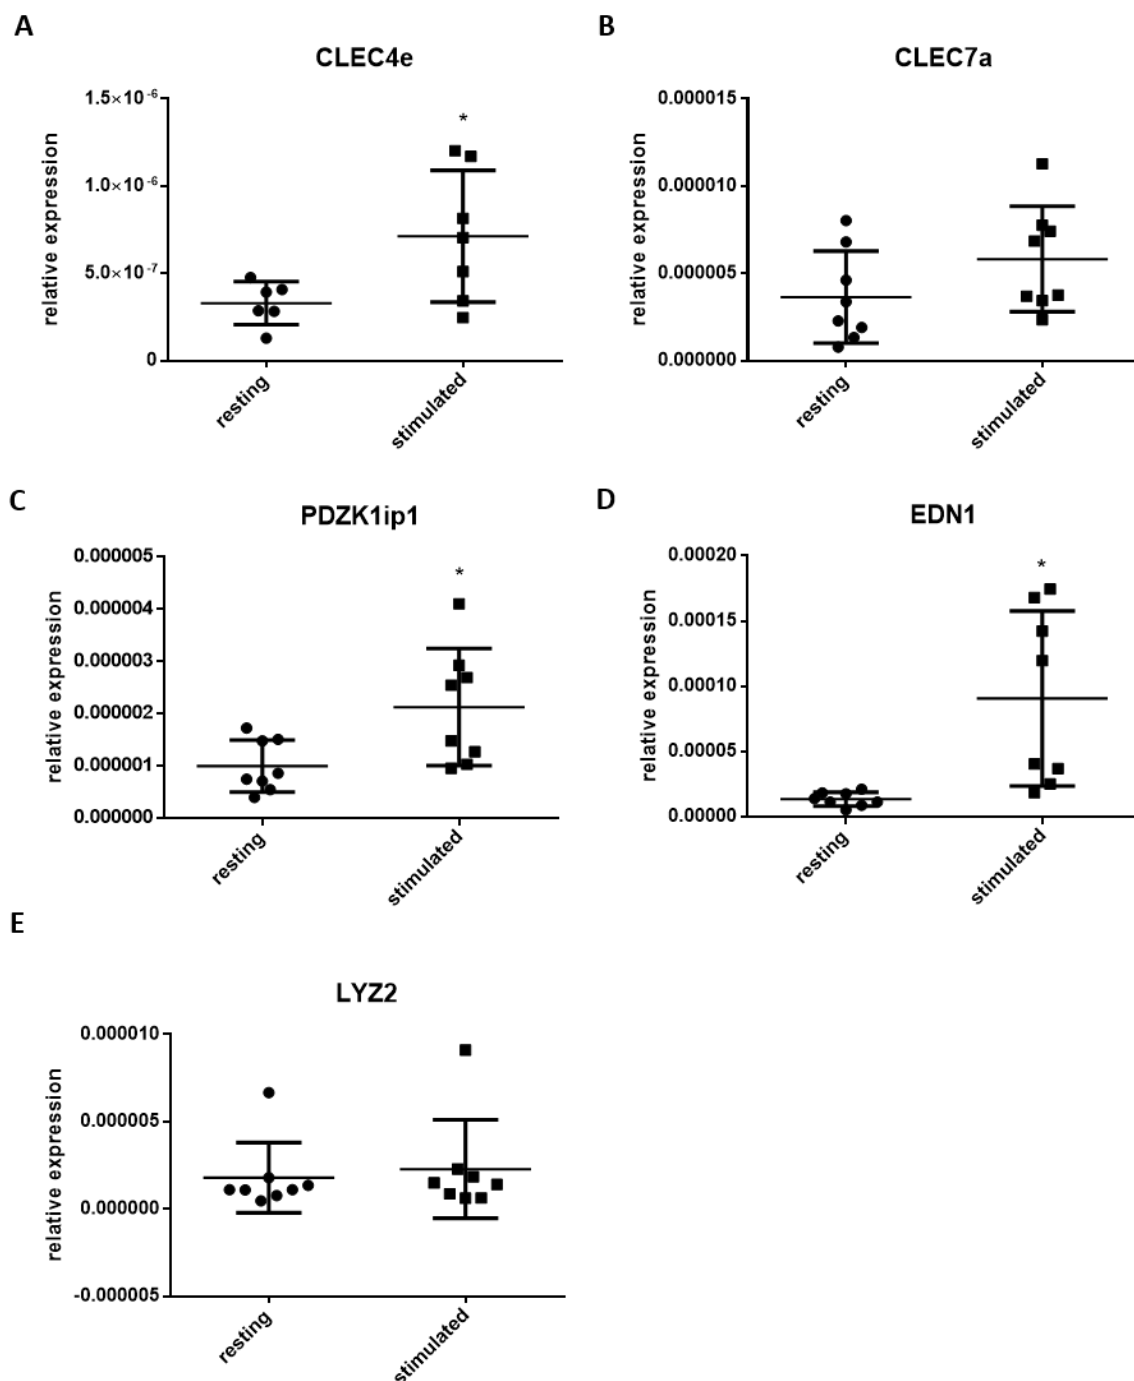 A
CLEC4e
relative expression
1.5×10⁻⁶
1.0×10⁻⁶
5.0×10⁻⁷
0
*
resting
stimulated
B
CLEC7a
relative expression
0.000015
0.000010
0.000005
0.000000
resting
stimulated
C
PDZK1ip1
relative expression
0.000005
0.000004
0.000003
0.000002
0.000001
0.000000
*
resting
stimulated
D
EDN1
relative expression
0.00020
0.00015
0.00010
0.00005
0.00000
*
resting
stimulated
E
LYZ2
relative expression
0.000010
0.000005
0.000000
-0.000005
resting
stimulated